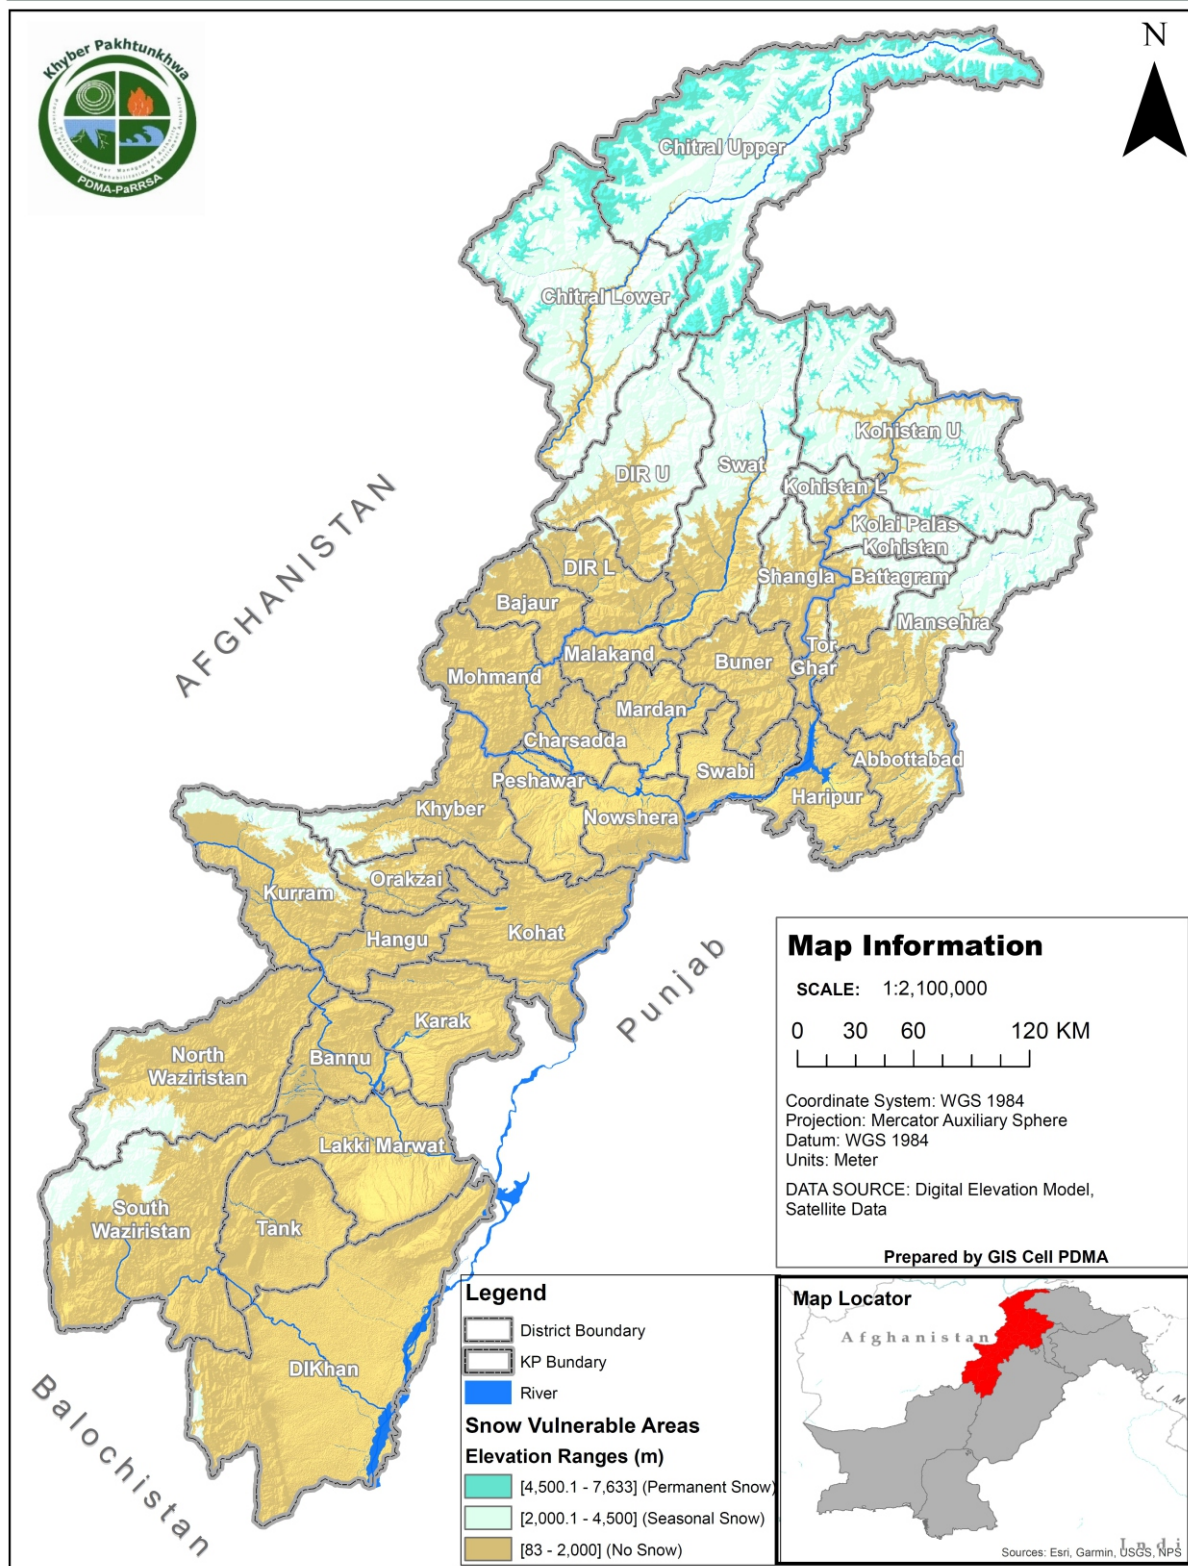 Khyber Pakhtunkhwa
PDMA-PaRRSA
N
Chitral Upper
Chitral Lower
Kohistan U
DIR U
Swat
Kohistan L
Kolai Palas
Kohistan
DIR L
Shangla
Battagram
Bajaur
Mansehra
Malakand
Buner
Tor
Ghar
Mohmand
Mardan
Charsadda
Abbottabad
Peshawar
Swabi
Haripur
Khyber
Nowshera
Orakzai
Kurram
Hangu
Kohat
Karak
North
Waziristan
Bannu
Lakki Marwat
South
Waziristan
Tank
DIKhan
AFGHANISTAN
Punjab
Balochistan
Map Information
SCALE: 1:2,100,000
0 30 60 120 KM
Coordinate System: WGS 1984
Projection: Mercator Auxiliary Sphere
Datum: WGS 1984
Units: Meter
DATA SOURCE: Digital Elevation Model,
Satellite Data
Prepared by GIS Cell PDMA
Legend
District Boundary
KP Bundary
River
Snow Vulnerable Areas
Elevation Ranges (m)
[4,500.1 - 7,633] (Permanent Snow)
[2,000.1 - 4,500] (Seasonal Snow)
[83 - 2,000] (No Snow)
Map Locator
Afghanistan
Sources: Esri, Garmin, USGS, NPS